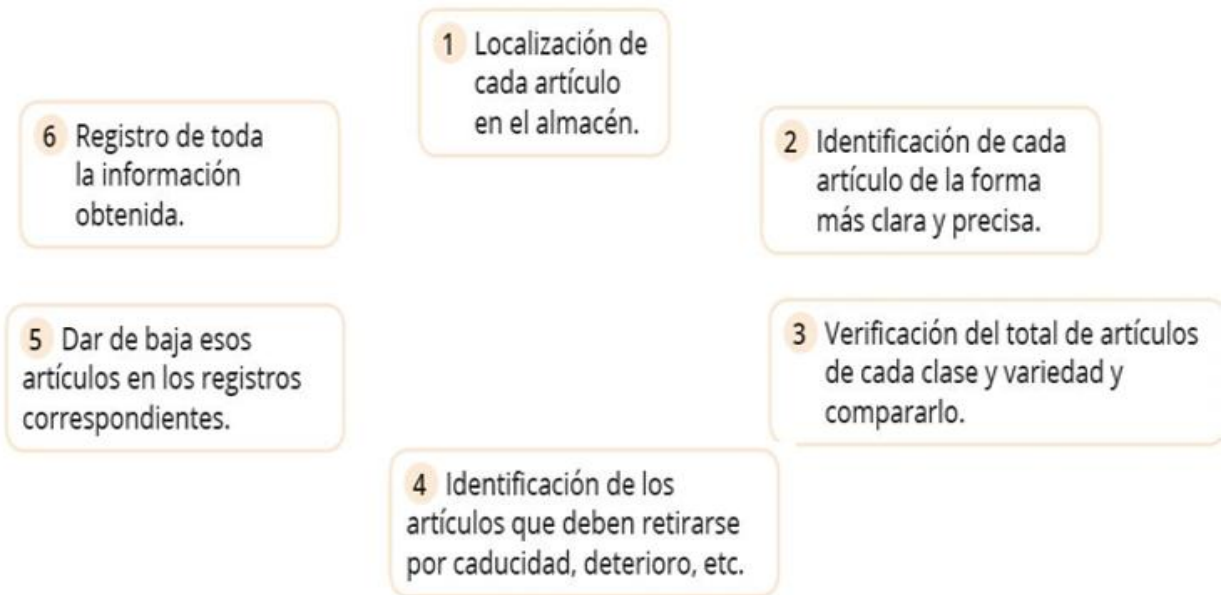 1 Localización de
cada artículo
en el almacén.
2 Identificación de cada
artículo de la forma
más clara y precisa.
3 Verificación del total de artículos
de cada clase y variedad y
compararlo.
4 Identificación de los
artículos que deben retirarse
por caducidad, deterioro, etc.
5 Dar de baja esos
artículos en los registros
correspondientes.
6 Registro de toda
la información
obtenida.